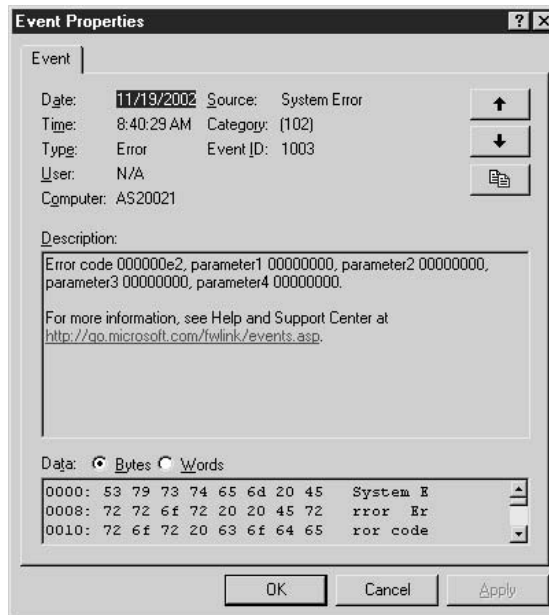 Event Properties
Event
Date: 11/19/2002 Source: System Error
Time: 8:40:29 AM Category: (102)
Type: Error Event ID: 1003
User: N/A
Computer: AS20021
Description:
Error code 000000e2, parameter1 00000000, parameter2 00000000,
parameter3 00000000, parameter4 00000000.
For more information, see Help and Support Center at
http://go.microsoft.com/fwlink/events.asp.
Data: Bytes Words
0000: 53 79 73 74 65 6d 20 45 System E
0008: 72 72 6f 72 20 20 45 72 rror Er
0010: 72 6f 72 20 63 6f 64 65 ror code
OK Cancel Apply